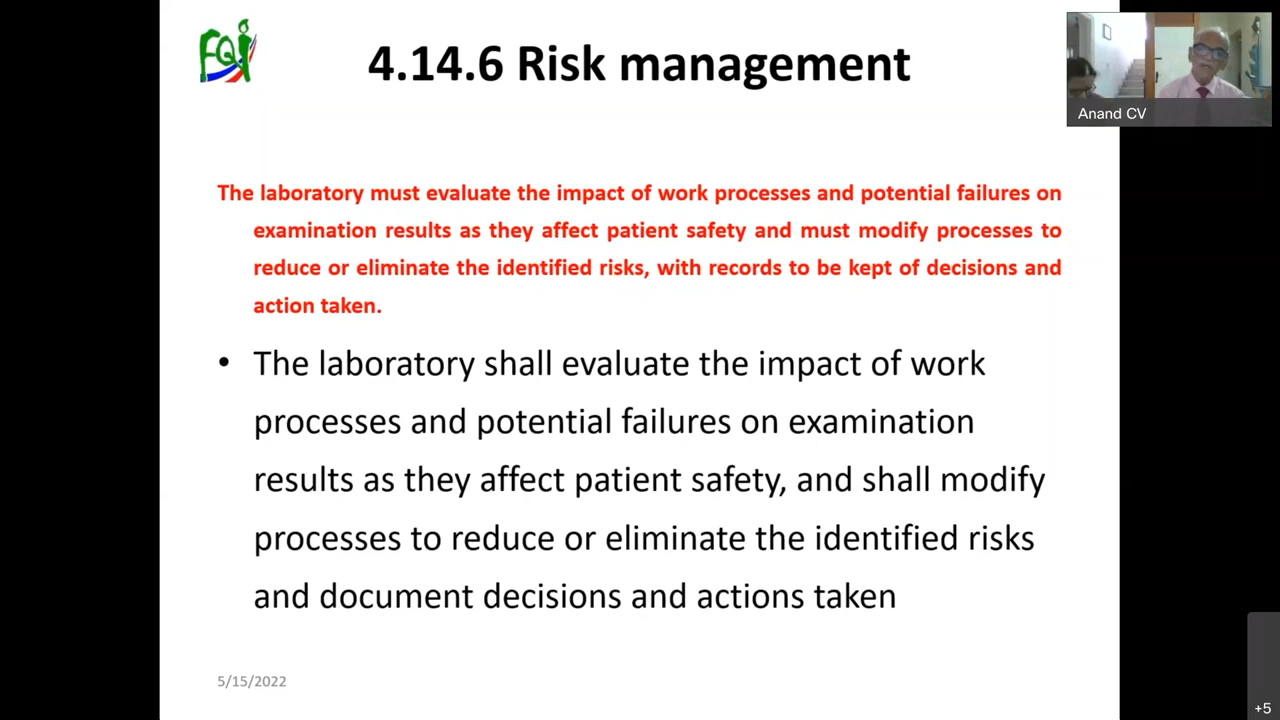 FQI
4.14.6 Risk management
Anand CV
The laboratory must evaluate the impact of work processes and potential failures on
examination results as they affect patient safety and must modify processes to
reduce or eliminate the identified risks, with records to be kept of decisions and
action taken.
• The laboratory shall evaluate the impact of work
processes and potential failures on examination
results as they affect patient safety, and shall modify
processes to reduce or eliminate the identified risks
and document decisions and actions taken
5/15/2022
+5